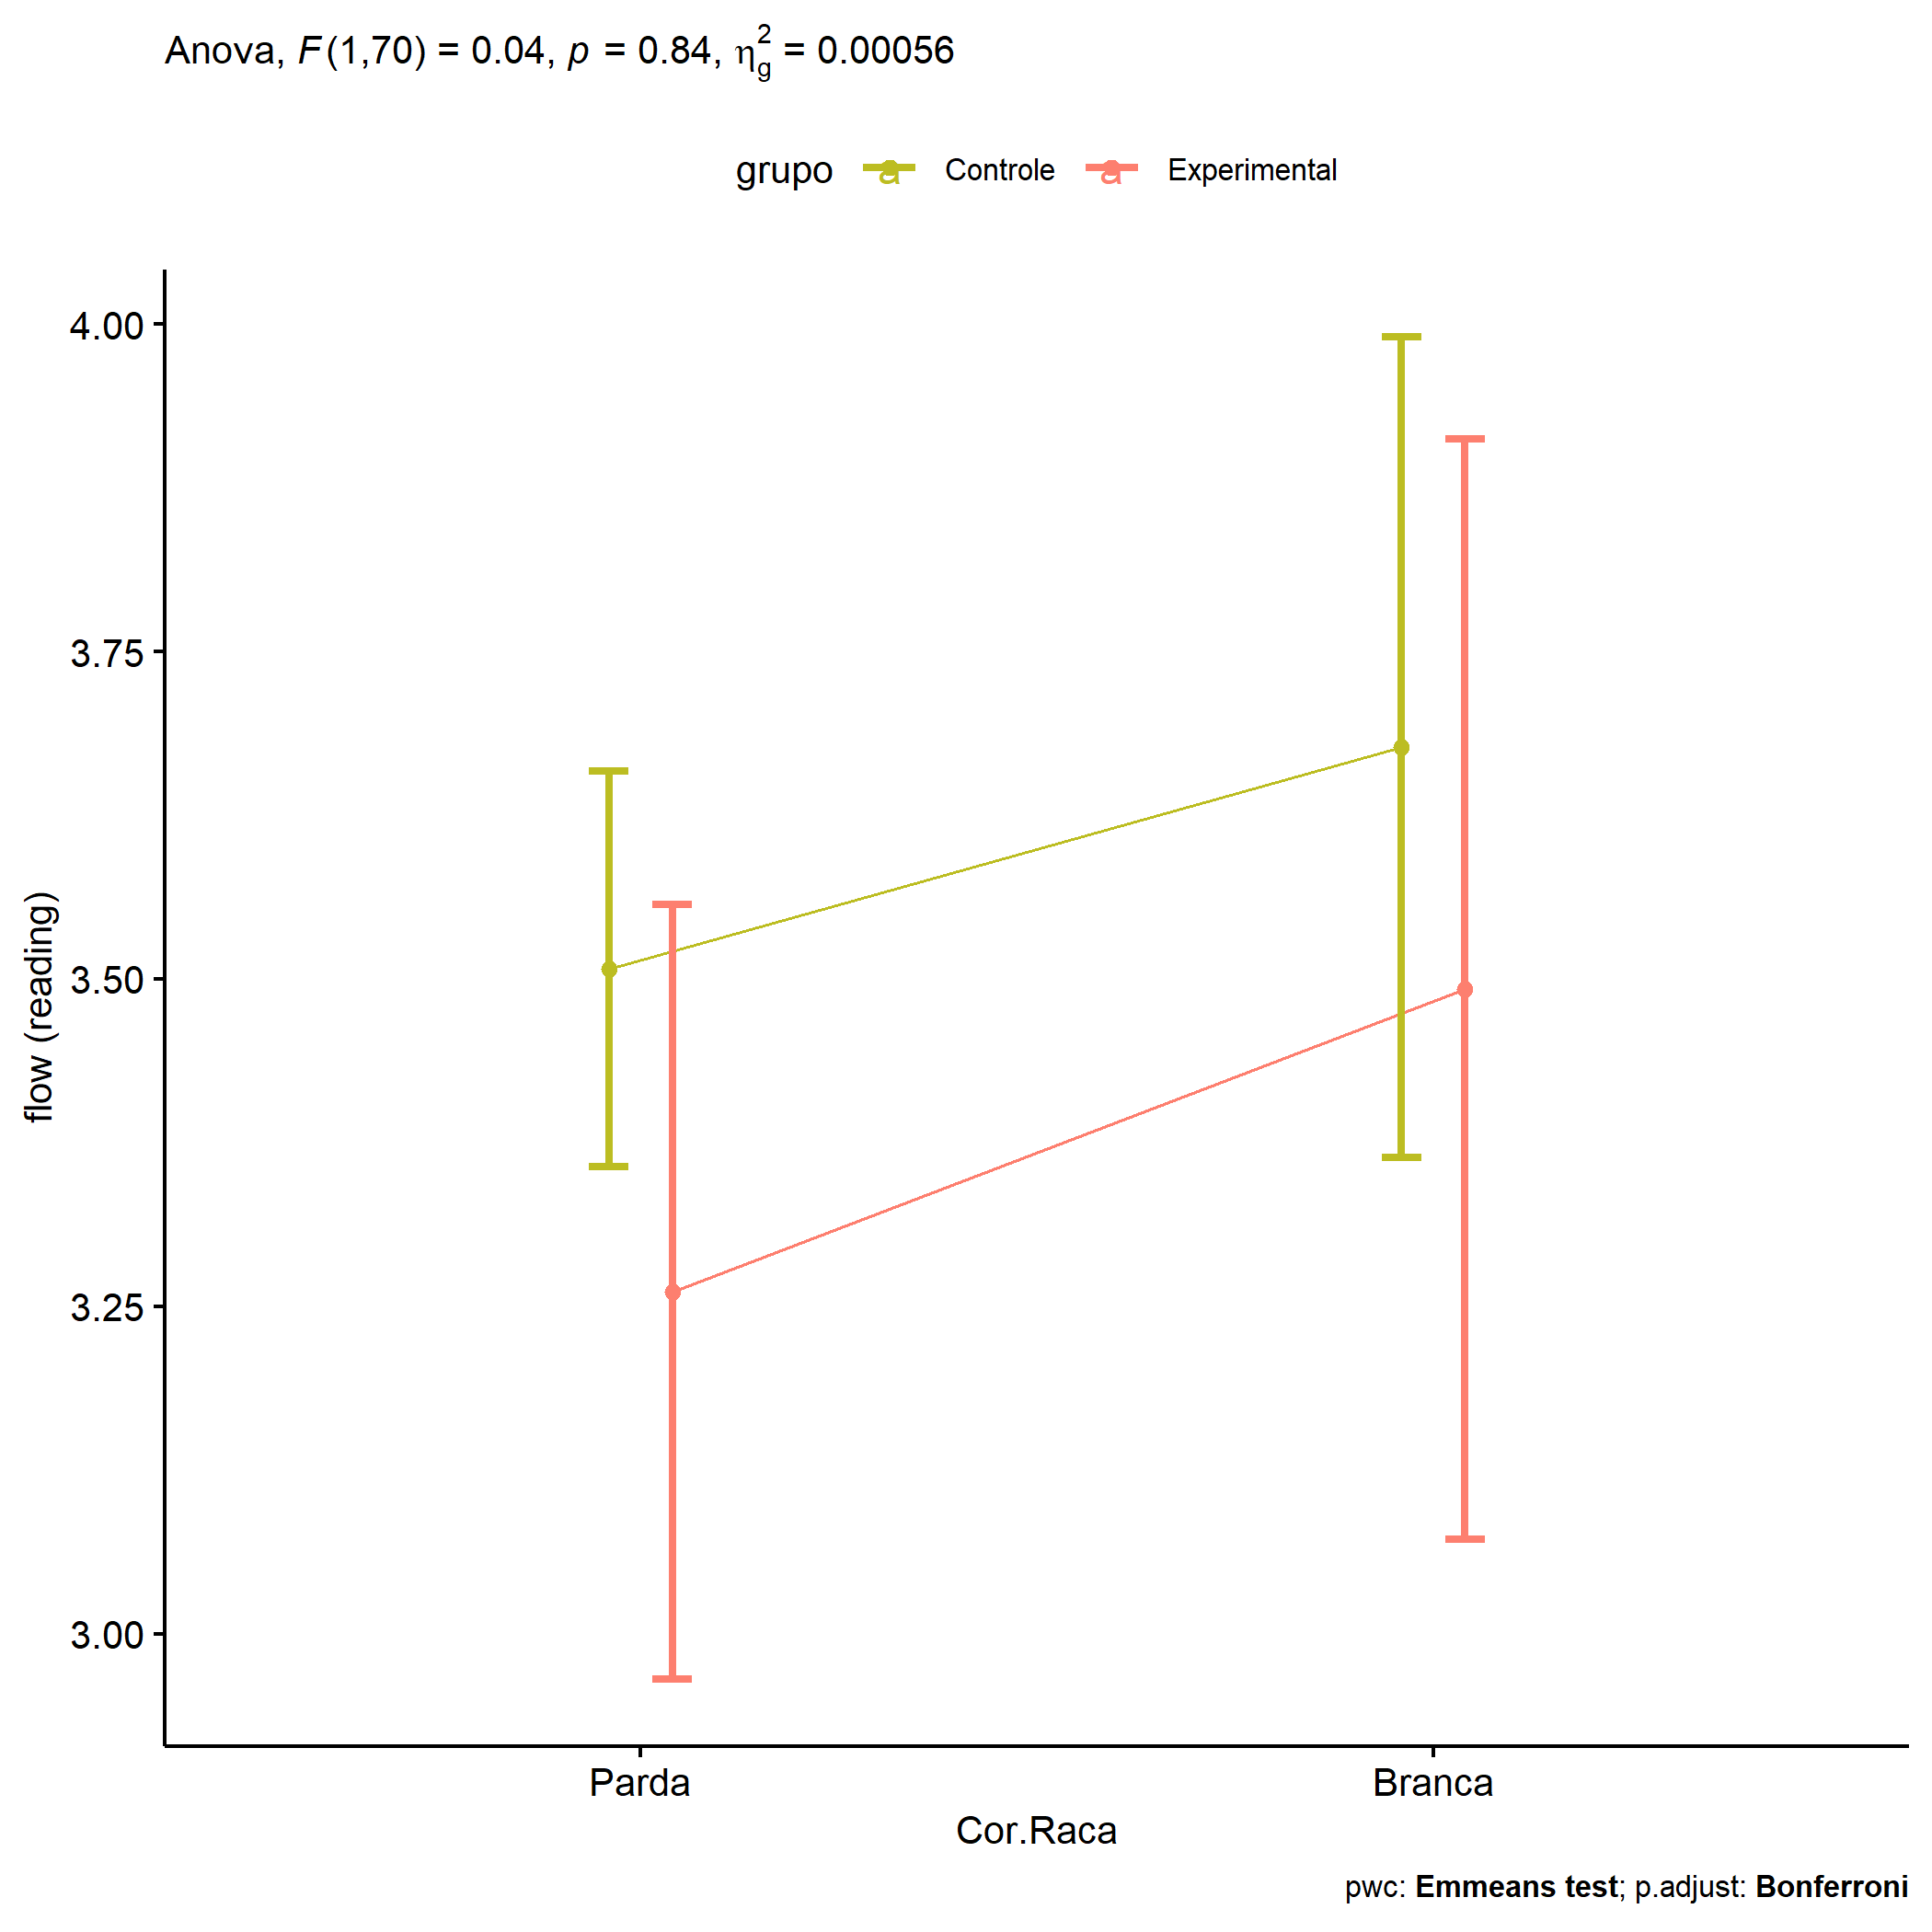 Anova, F(1,70) = 0.04, p = 0.84, η²g = 0.00056
grupo a Controle a Experimental
4.00
3.75
3.50
3.25
3.00
flow (reading)
Parda Branca
Cor.Raca
pwc: Emmeans test; p.adjust: Bonferroni